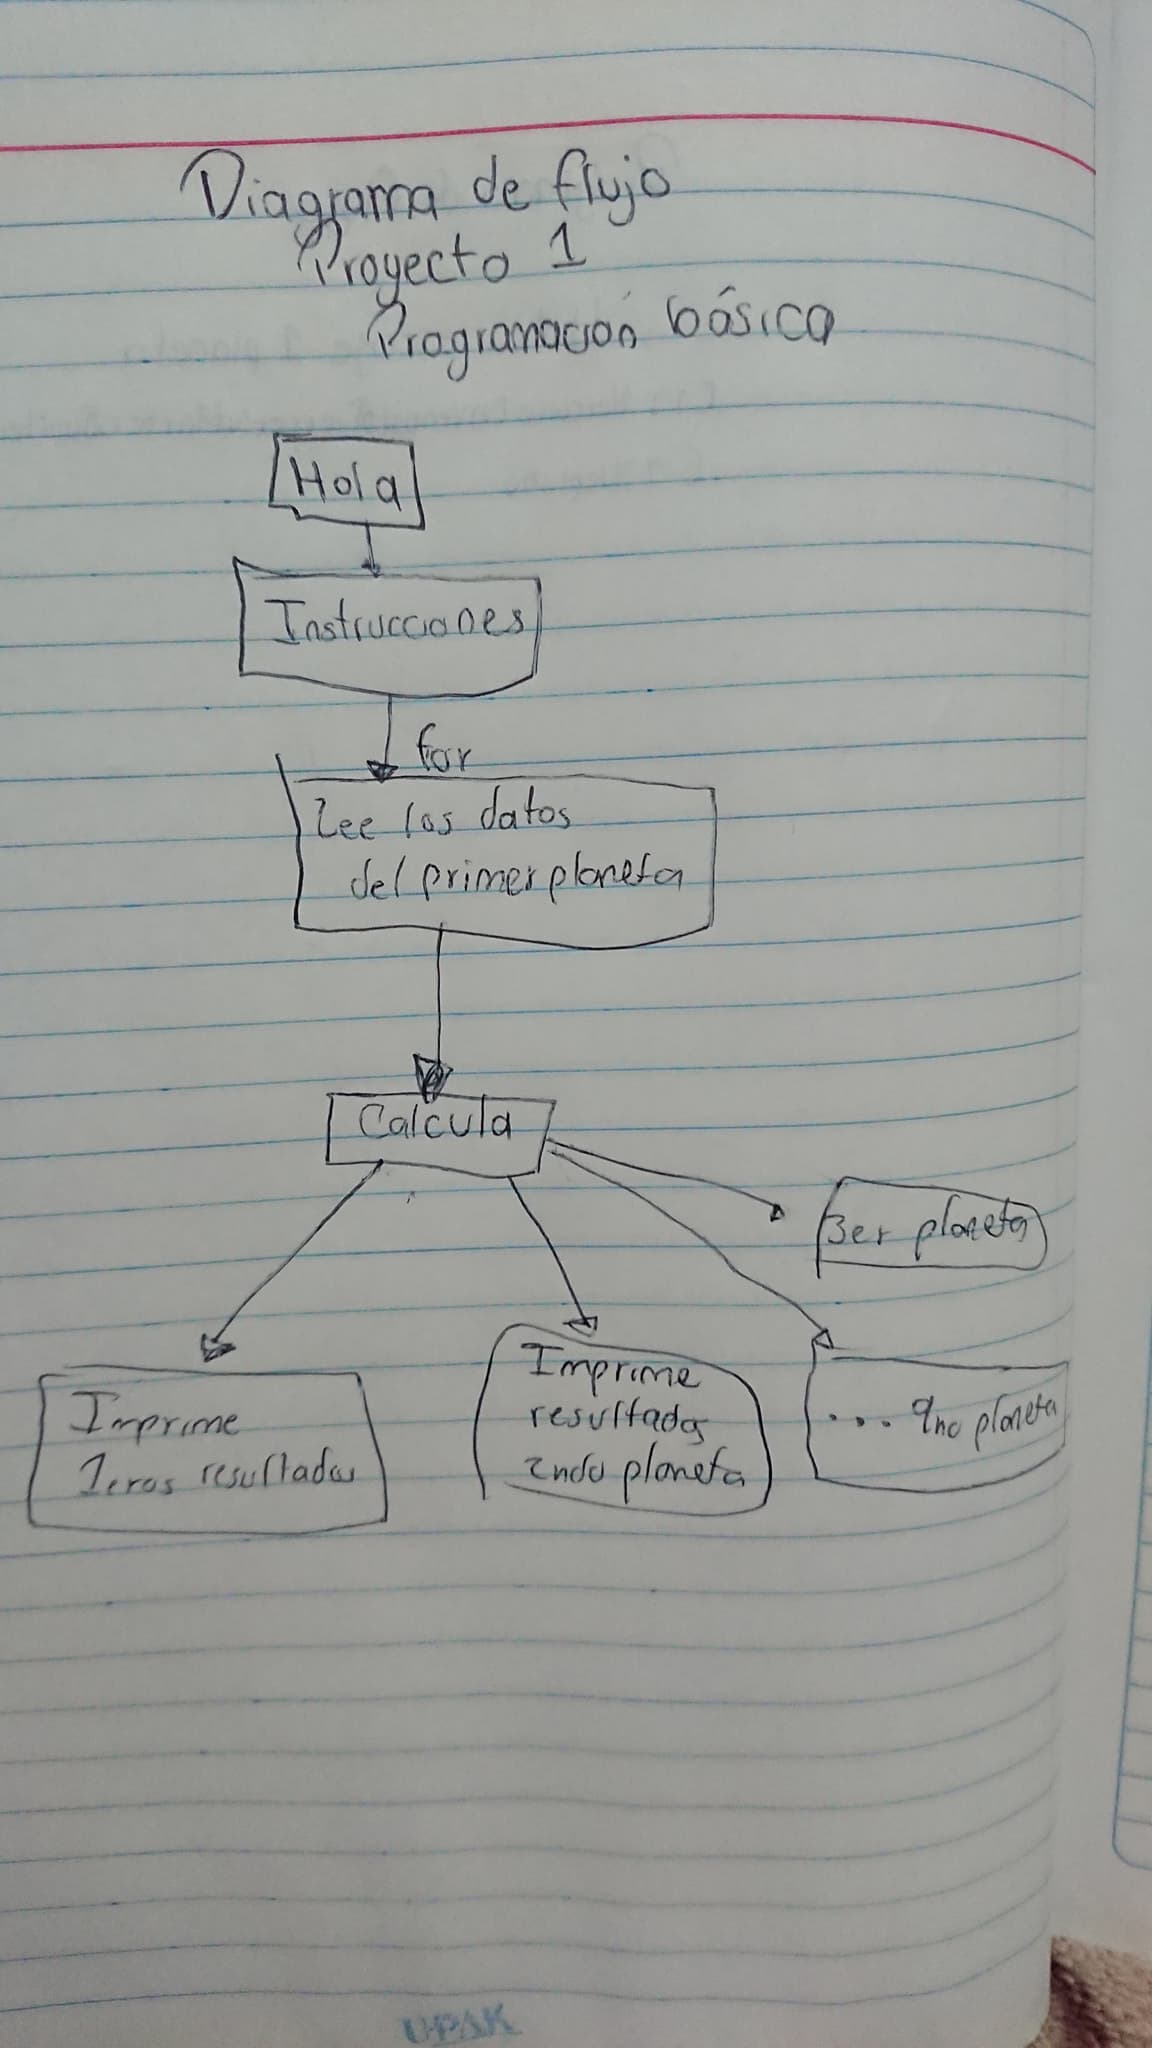 Diagrama de flujo
Proyecto 1
Programación básica
Hola
Instrucciones
for
Lee los datos
del primer planeta
Calcula
3er planeta
Imprime
1eros resultados
Imprime
resultados
2ndo planeta
... 9no planeta
UPAK